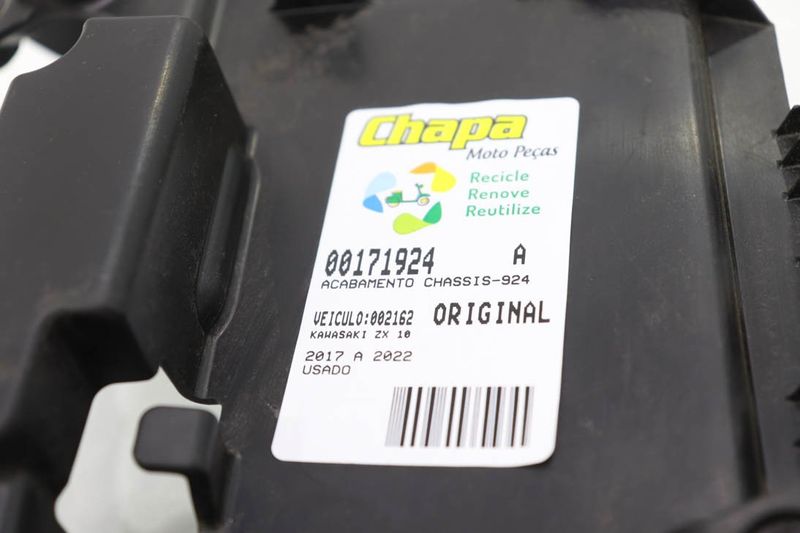 Chapa
Moto Peças
Recicle
Renove
Reutilize
00171924 A
ACABAMENTO CHASSIS-924
VEICULO:002162 ORIGINAL
KAWASAKI ZX 10
2017 A 2022
USADO